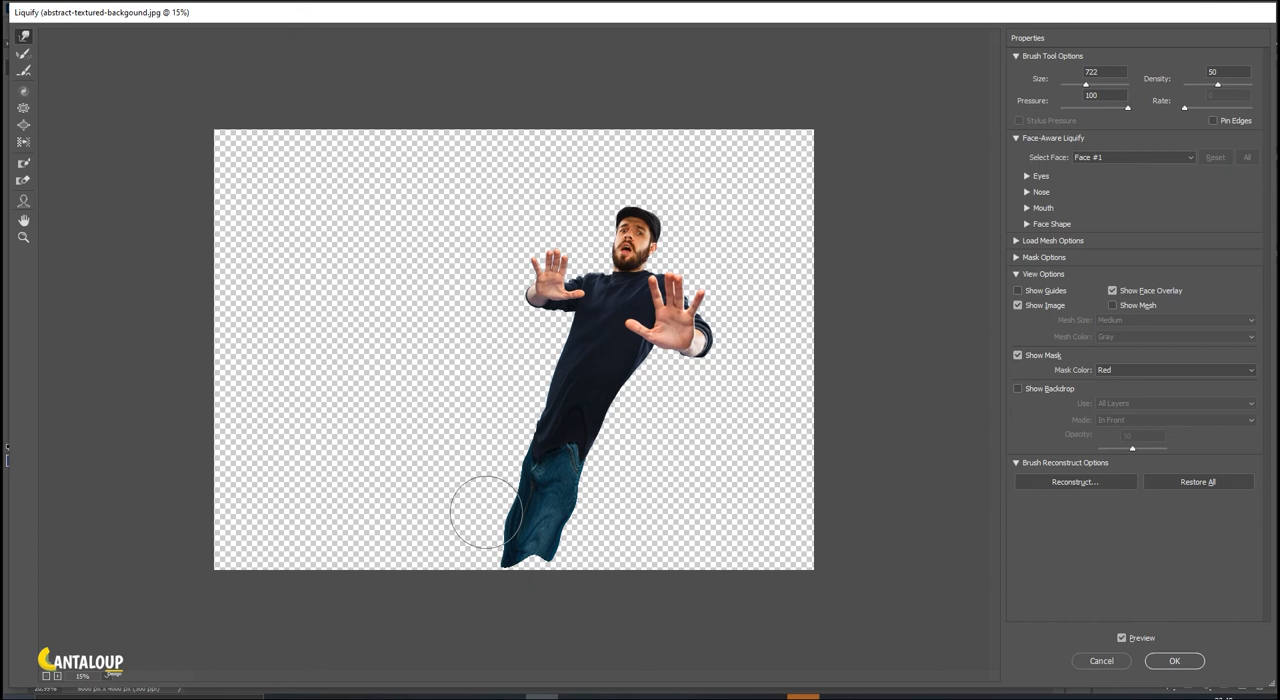 Liquify (abstract-textured-backgound.jpg @ 15%)
Properties
Brush Tool Options
Size: 722 Density: 50
Pressure: 100 Rate: 0
Stylus Pressure Pin Edges
Face-Aware Liquify
Select Face: Face #1 Reset All
Eyes
Nose
Mouth
Face Shape
Load Mesh Options
Mask Options
View Options
Show Guides Show Face Overlay
Show Image Show Mesh
Mesh Size: Medium
Mesh Color: Gray
Show Mask
Mask Color: Red
Show Backdrop
Use: All Layers
Mode: In Front
Opacity: 50
Brush Reconstruct Options
Reconstruct... Restore All
Preview
Cancel OK
CANTALOUP
Design
15%